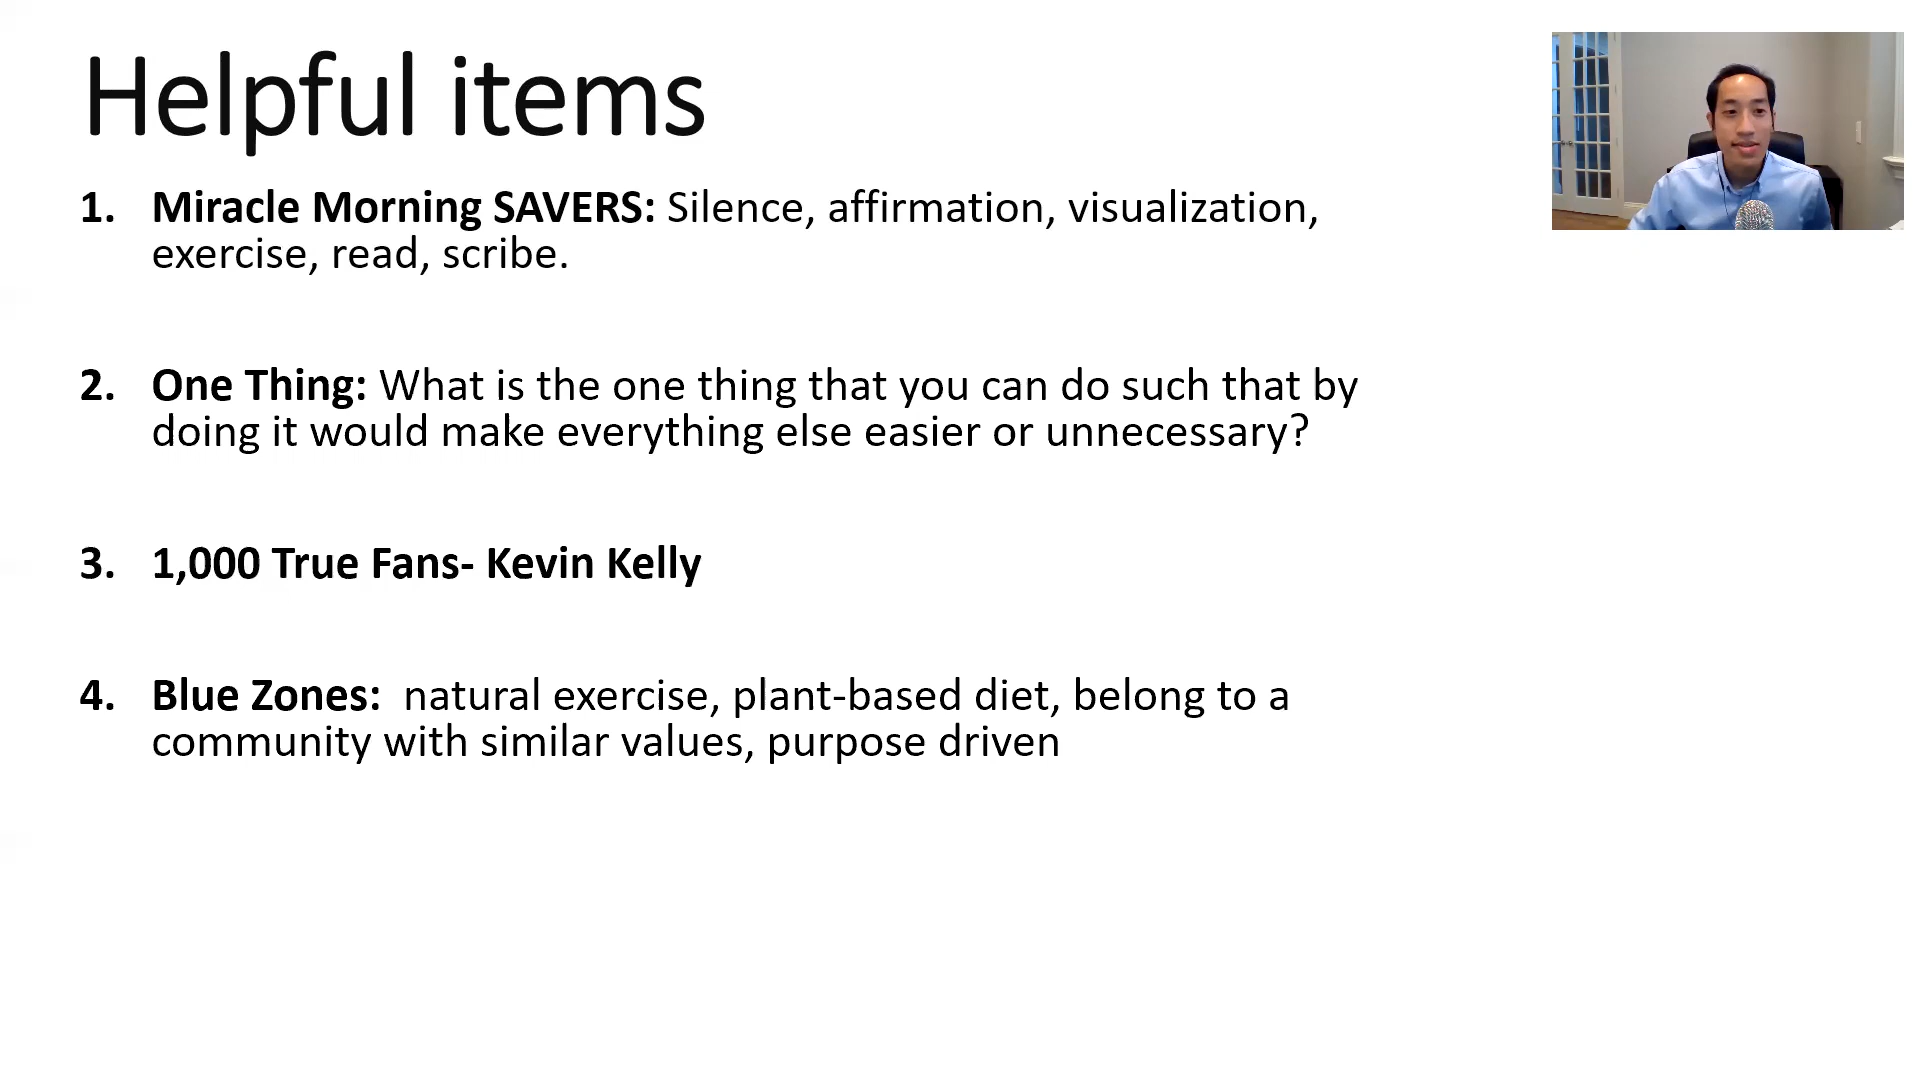 Helpful items
1. Miracle Morning SAVERS: Silence, affirmation, visualization,
exercise, read, scribe.
2. One Thing: What is the one thing that you can do such that by
doing it would make everything else easier or unnecessary?
3. 1,000 True Fans- Kevin Kelly
4. Blue Zones:  natural exercise, plant-based diet, belong to a
community with similar values, purpose driven